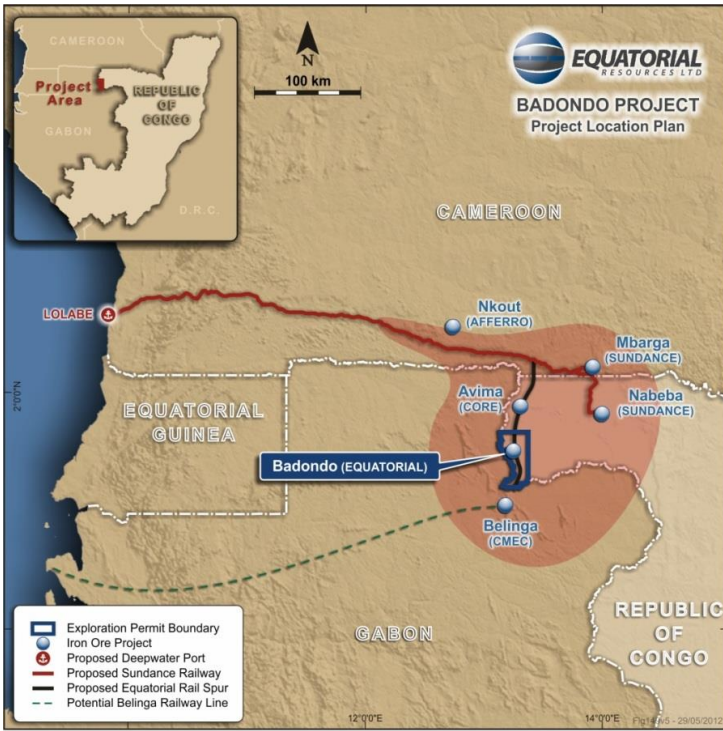 CAMEROON
Project
Area
REPUBLIC
OF
CONGO
GABON
D.R.C.
N
100 km
EQUATORIAL
RESOURCES LTD
BADONDO PROJECT
Project Location Plan
CAMEROON
LOLABE
Nkout
(AFFERRO)
Mbarga
(SUNDANCE)
2°0'0"N
EQUATORIAL
GUINEA
Avima
(CORE)
Nabeba
(SUNDANCE)
Badondo (EQUATORIAL)
Belinga
(CMEC)
GABON
REPUBLIC
OF
CONGO
Exploration Permit Boundary
Iron Ore Project
Proposed Deepwater Port
Proposed Sundance Railway
Proposed Equatorial Rail Spur
Potential Belinga Railway Line
12°0'0"E
14°0'0"E
29/05/2012